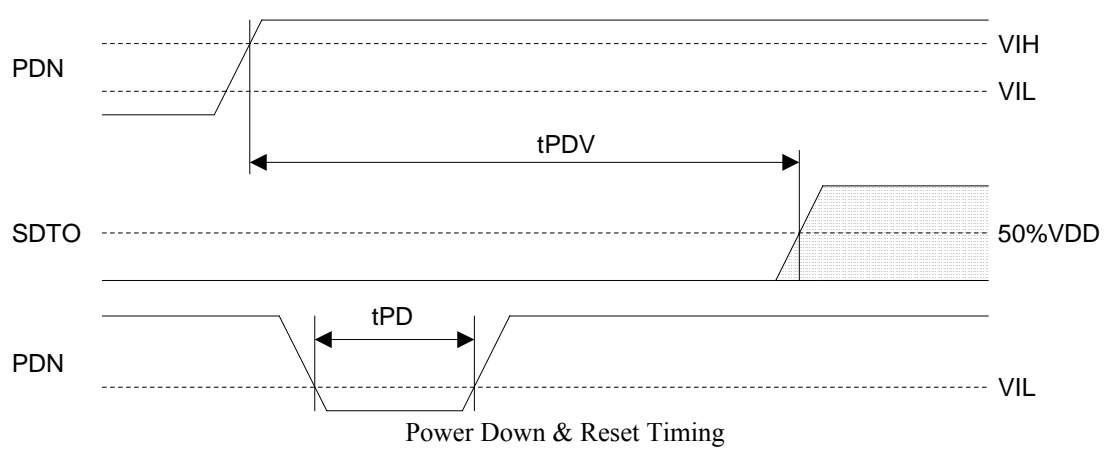 VIH
PDN
VIL
tPDV
SDTO
50%VDD
tPD
PDN
VIL
Power Down & Reset Timing